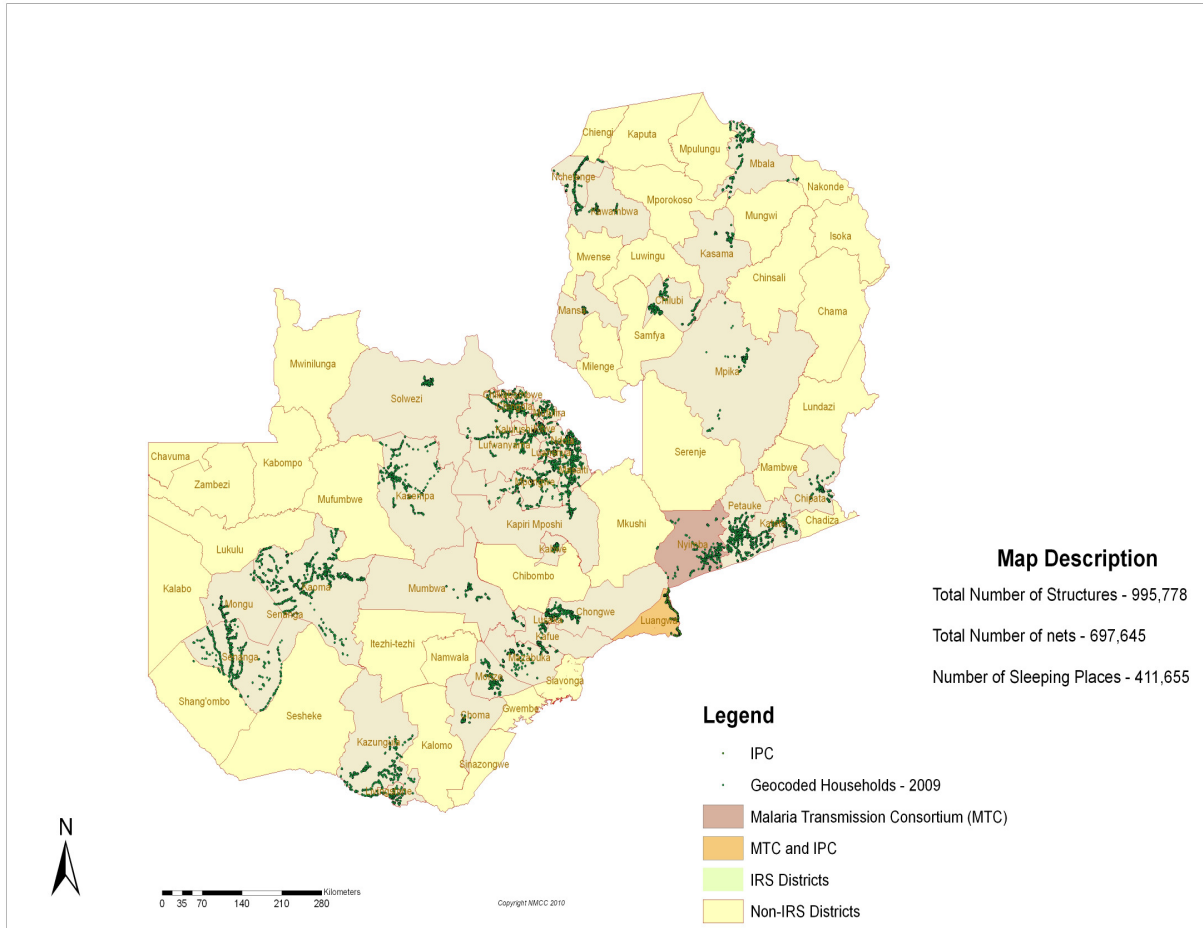 Chiengi
Kaputa
Mpulungu
Mbala
Nakonde
Nchelenge
Kawambwa
Mporokoso
Mungwi
Isoka
Kasama
Mwense
Luwingu
Chinsali
Chama
Mansa
Chilubi
Samfya
Milenge
Mpika
Mwinilunga
Solwezi
Lundazi
Lufwanyama
Serenje
Mambwe
Chavuma
Kabompo
Zambezi
Kasempa
Mufumbwe
Chipata
Petauke
Chadiza
Kapiri Mposhi
Mkushi
Nyimba
Kabwe
Lukulu
Kalabo
Kaoma
Mumbwa
Chibombo
Mongu
Senanga
Chongwe
Luangwa
Kafue
Itezhi-tezhi
Namwala
Mazabuka
Senanga
Monze
Siavonga
Shang'ombo
Sesheke
Choma
Gwembe
Kazungula
Kalomo
Sinazongwe
Map Description
Total Number of Structures - 995,778
Total Number of nets - 697,645
Number of Sleeping Places - 411,655
Legend
IPC
Geocoded Households - 2009
Malaria Transmission Consortium (MTC)
MTC and IPC
IRS Districts
Non-IRS Districts
N
Kilometers
0 35 70 140 210 280
Copyright NMCC 2010